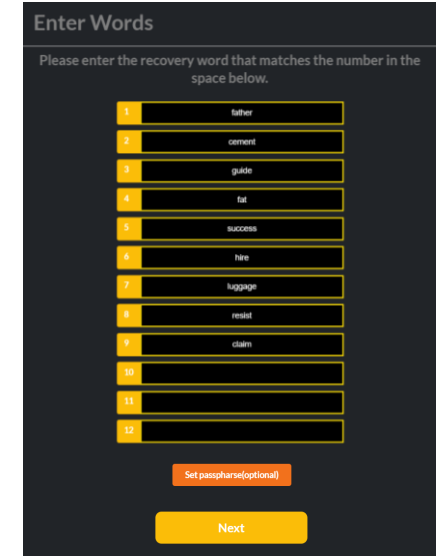 Enter Words
Please enter the recovery word that matches the number in the
space below.
1 father
2 cement
3 guide
4 fat
5 success
6 hire
7 luggage
8 resist
9 claim
10
11
12
Set passpharse(optional)
Next